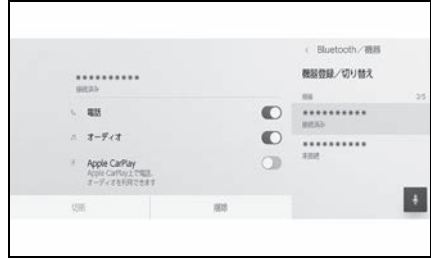 ＊＊＊＊＊＊＊＊＊＊
接続済み
電話
オーディオ
Apple CarPlay
Apple CarPlay上で電話、
オーディオを利用できます
切断
削除
＜ Bluetooth／機器
機器登録／切り替え
機器 2/5
＊＊＊＊＊＊＊＊＊＊
接続済み
＊＊＊＊＊＊＊＊＊＊
未接続